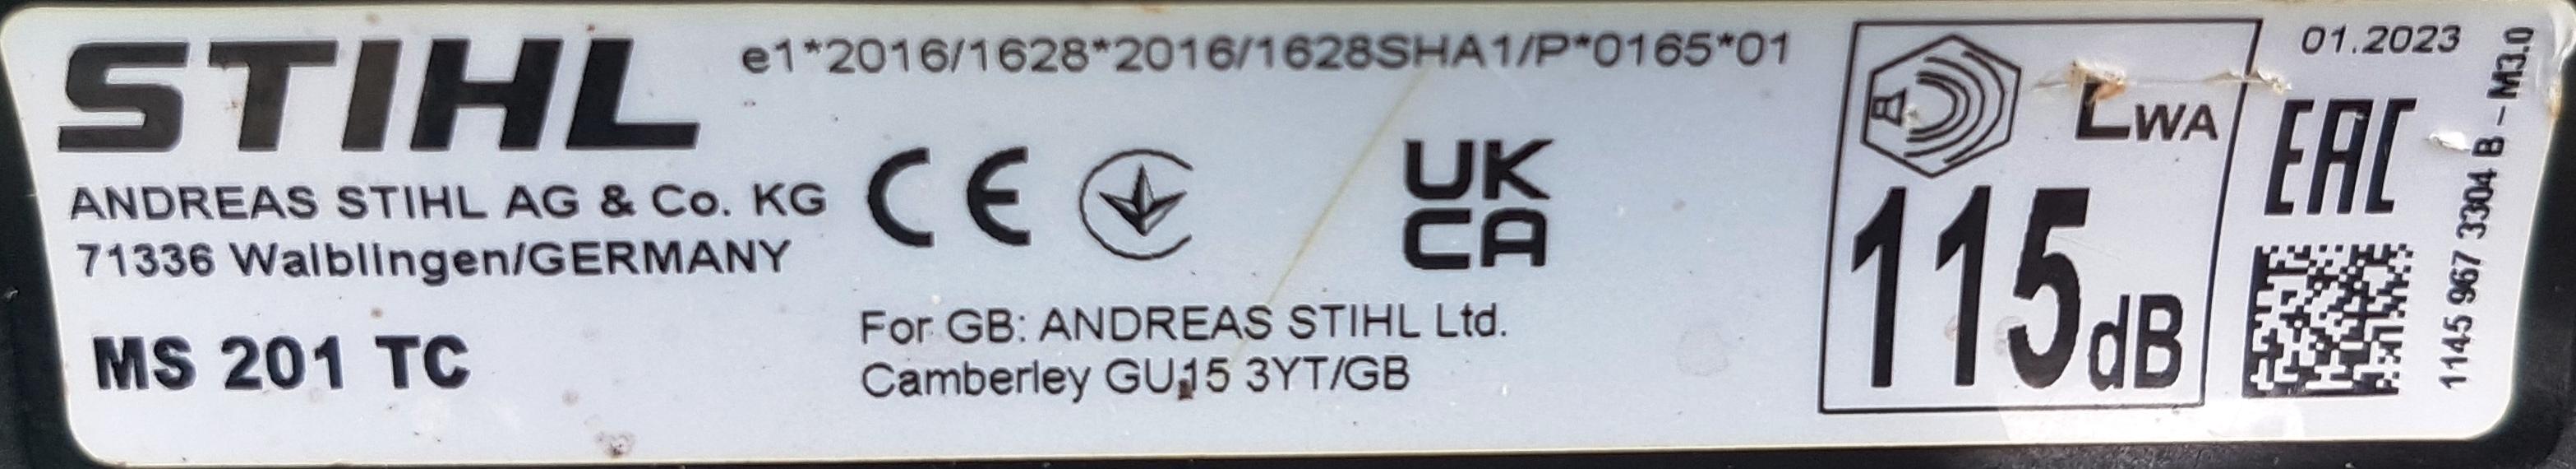 STIHL
e1*2016/1628*2016/1628SHA1/P*0165*01
ANDREAS STIHL AG & Co. KG
71336 Waiblingen/GERMANY
MS 201 TC
CE
UK
CA
For GB: ANDREAS STIHL Ltd.
Camberley GU15 3YT/GB
LWA
115dB
01.2023
EAC
1145 967 3304 B – M3.0